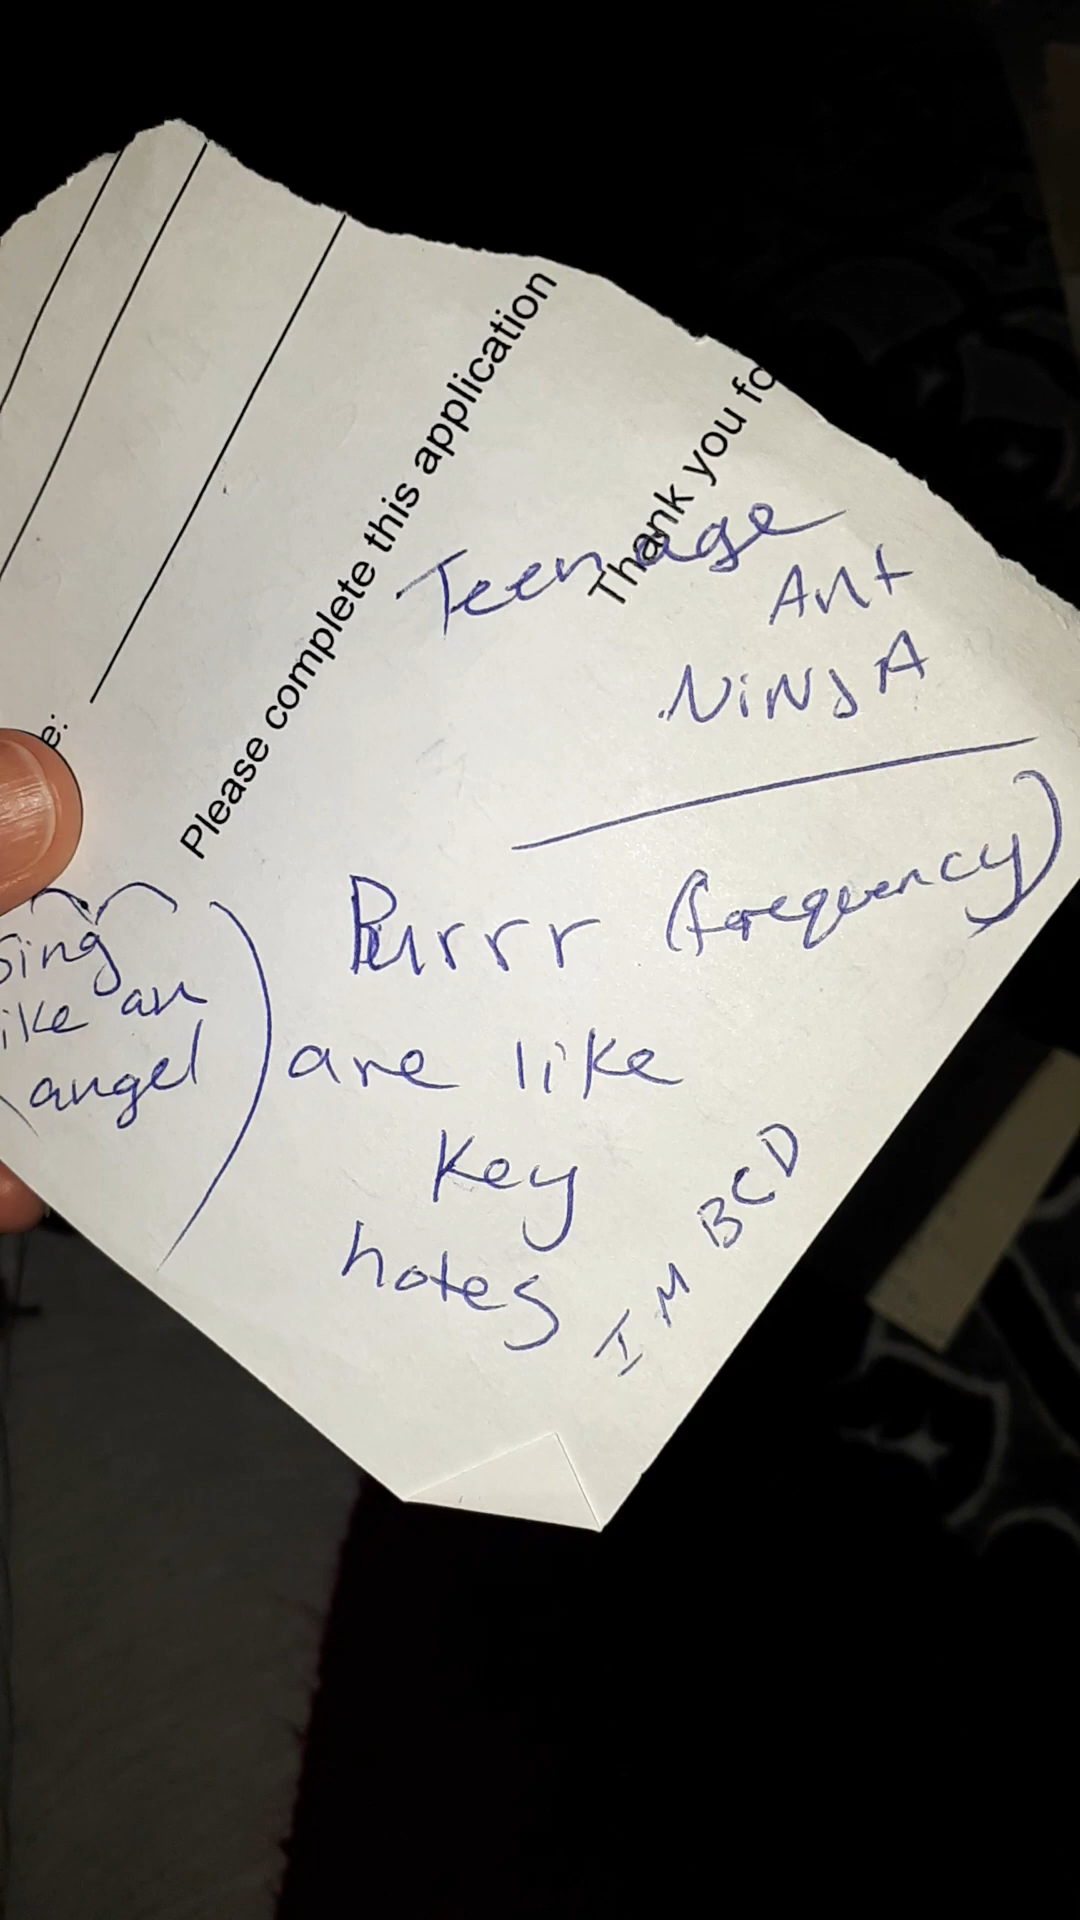 e:
Please complete this application
Thank you fo
Teenage
Ant
NiNJA
Purrr (frequency)
are like
Key
notes
I M BCD
Sing
like an
angel